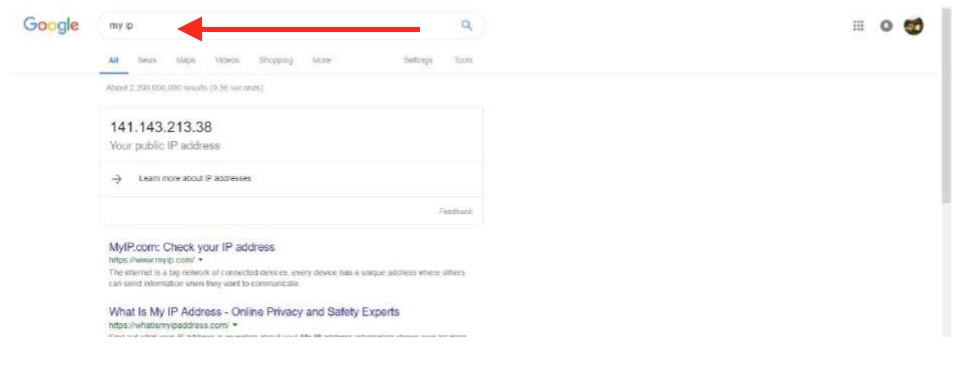 Google
my ip
All News Maps Videos Shopping More Settings Tools
About 2,290,000,000 results (0.56 seconds)
141.143.213.38
Your public IP address
Learn more about IP addresses
Feedback
MyIP.com: Check your IP address
https://www.myip.com/
The internet is a big network of connected devices, every device has a unique address where others
can send information when they want to communicate
What Is My IP Address - Online Privacy and Safety Experts
https://whatismyipaddress.com/